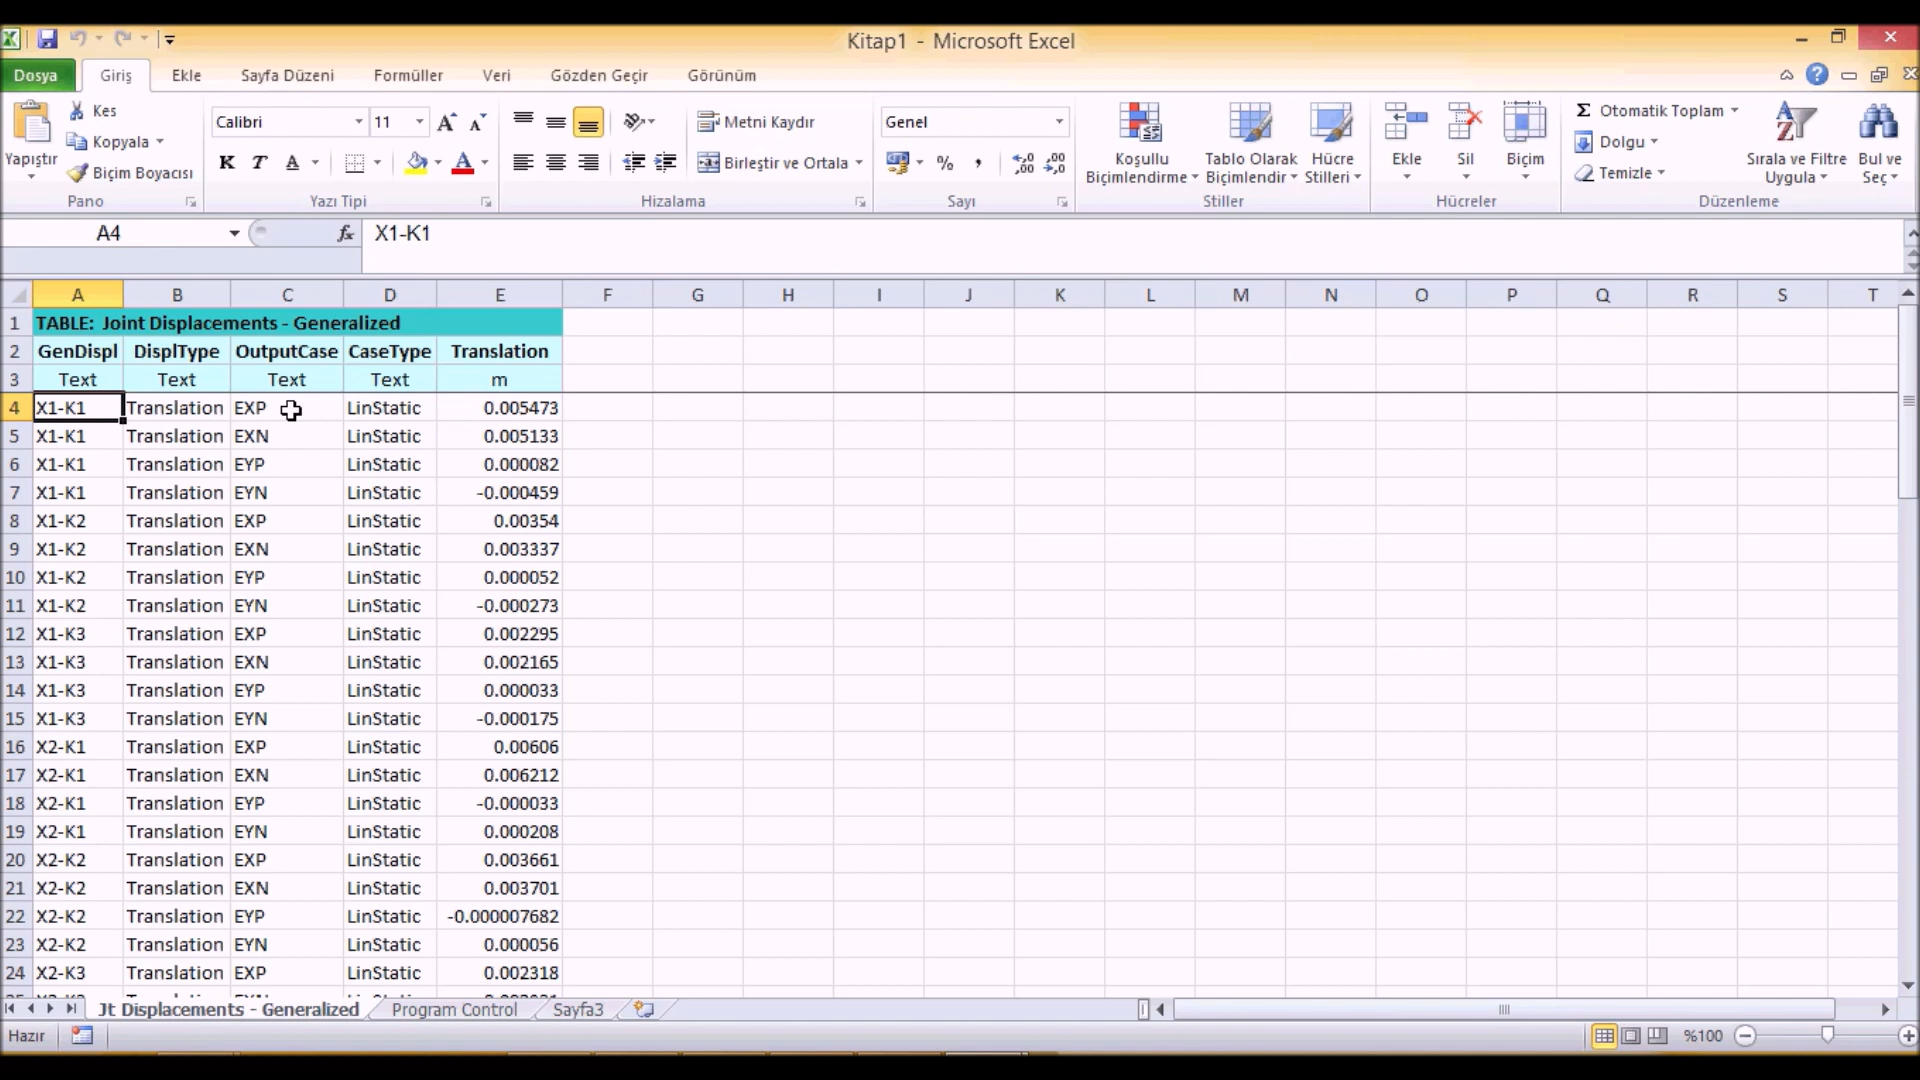 Kitap1 - Microsoft Excel
Dosya Giriş Ekle Sayfa Düzeni Formüller Veri Gözden Geçir Görünüm
Yapıştır
Kes
Kopyala
Biçim Boyacısı
Pano
Calibri 11
K T A
Yazı Tipi
Metni Kaydır
Birleştir ve Ortala
Hizalama
Genel
%
Sayı
Koşullu Biçimlendirme
Tablo Olarak Biçimlendir
Hücre Stilleri
Stiller
Ekle
Sil
Biçim
Hücreler
Σ Otomatik Toplam
Dolgu
Temizle
Sırala ve Filtre Uygula
Bul ve Seç
Düzenleme
A4 fx X1-K1
A B C D E F G H I J K L M N O P Q R S T
1 TABLE: Joint Displacements - Generalized
2 GenDispl DisplType OutputCase CaseType Translation
3 Text Text Text Text m
4 X1-K1 Translation EXP LinStatic 0.005473
5 X1-K1 Translation EXN LinStatic 0.005133
6 X1-K1 Translation EYP LinStatic 0.000082
7 X1-K1 Translation EYN LinStatic -0.000459
8 X1-K2 Translation EXP LinStatic 0.00354
9 X1-K2 Translation EXN LinStatic 0.003337
10 X1-K2 Translation EYP LinStatic 0.000052
11 X1-K2 Translation EYN LinStatic -0.000273
12 X1-K3 Translation EXP LinStatic 0.002295
13 X1-K3 Translation EXN LinStatic 0.002165
14 X1-K3 Translation EYP LinStatic 0.000033
15 X1-K3 Translation EYN LinStatic -0.000175
16 X2-K1 Translation EXP LinStatic 0.00606
17 X2-K1 Translation EXN LinStatic 0.006212
18 X2-K1 Translation EYP LinStatic -0.000033
19 X2-K1 Translation EYN LinStatic 0.000208
20 X2-K2 Translation EXP LinStatic 0.003661
21 X2-K2 Translation EXN LinStatic 0.003701
22 X2-K2 Translation EYP LinStatic -0.000007682
23 X2-K2 Translation EYN LinStatic 0.000056
24 X2-K3 Translation EXP LinStatic 0.002318
Jt Displacements - Generalized Program Control Sayfa3
Hazır %100